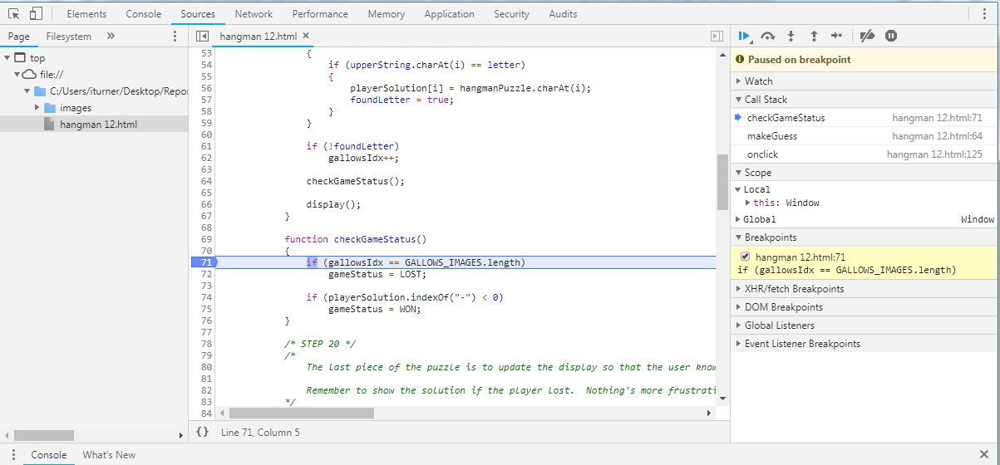 Elements Console Sources Network Performance Memory Application Security Audits
Page Filesystem »
hangman 12.html ×
top
file://
C:/Users/iturner/Desktop/Repo
images
hangman 12.html
53 {
54 if (upperString.charAt(i) == letter)
55 {
56 playerSolution[i] = hangmanPuzzle.charAt(i);
57 foundLetter = true;
58 }
59 }
60
61 if (!foundLetter)
62 gallowsIdx++;
63
64 checkGameStatus();
65
66 display();
67 }
68
69 function checkGameStatus()
70 {
71 if (gallowsIdx == GALLOWS_IMAGES.length)
72 gameStatus = LOST;
73
74 if (playerSolution.indexOf("-") < 0)
75 gameStatus = WON;
76 }
77
78 /* STEP 20 */
79 /*
80 The last piece of the puzzle is to update the display so that the user know
81
82 Remember to show the solution if the player lost. Nothing's more frustrati
83 */
84
{} Line 71, Column 5
Paused on breakpoint
Watch
Call Stack
checkGameStatus hangman 12.html:71
makeGuess hangman 12.html:64
onclick hangman 12.html:125
Scope
Local
this: Window
Global Window
Breakpoints
hangman 12.html:71
if (gallowsIdx == GALLOWS_IMAGES.length)
XHR/fetch Breakpoints
DOM Breakpoints
Global Listeners
Event Listener Breakpoints
Console What's New